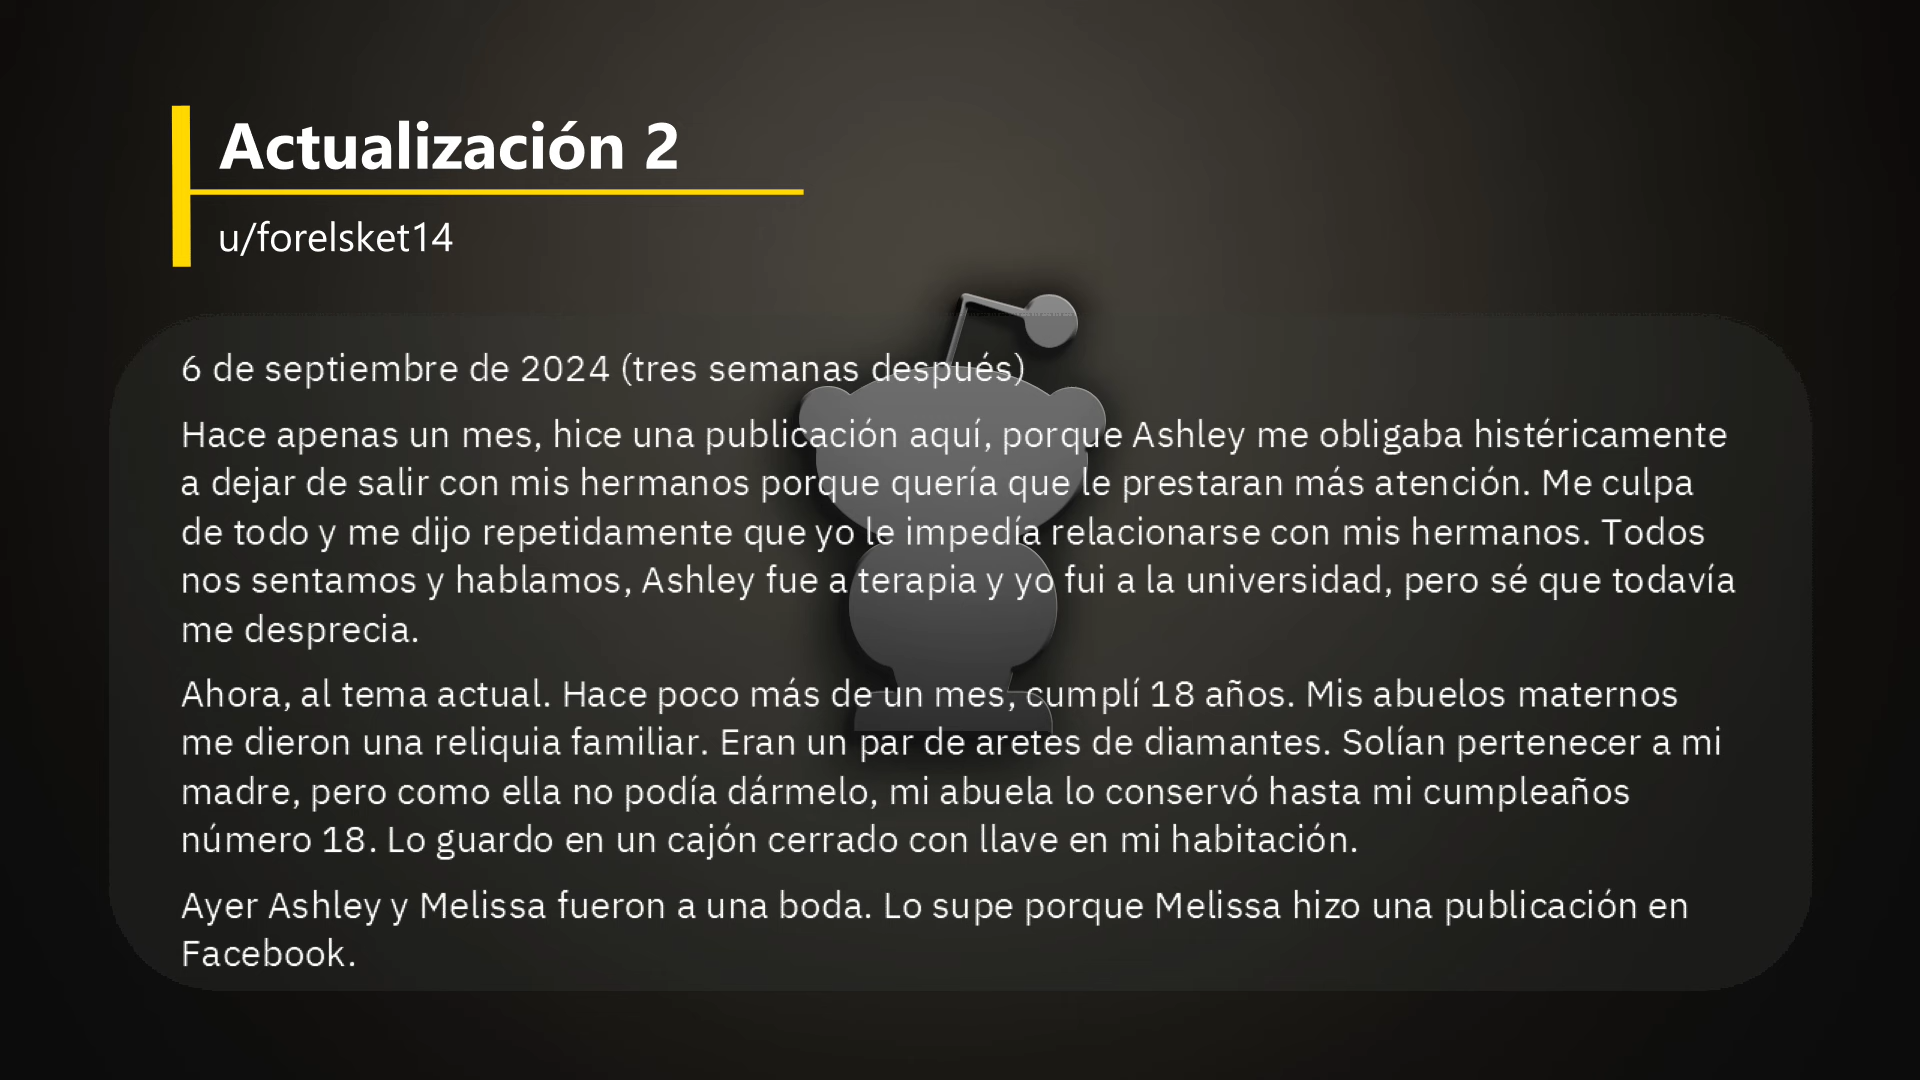 Actualización 2
u/forelsket14
6 de septiembre de 2024 (tres semanas después)
Hace apenas un mes, hice una publicación aquí, porque Ashley me obligaba histéricamente
a dejar de salir con mis hermanos porque quería que le prestaran más atención. Me culpa
de todo y me dijo repetidamente que yo le impedía relacionarse con mis hermanos. Todos
nos sentamos y hablamos, Ashley fue a terapia y yo fui a la universidad, pero sé que todavía
me desprecia.
Ahora, al tema actual. Hace poco más de un mes, cumplí 18 años. Mis abuelos maternos
me dieron una reliquia familiar. Eran un par de aretes de diamantes. Solían pertenecer a mi
madre, pero como ella no podía dármelo, mi abuela lo conservó hasta mi cumpleaños
número 18. Lo guardo en un cajón cerrado con llave en mi habitación.
Ayer Ashley y Melissa fueron a una boda. Lo supe porque Melissa hizo una publicación en
Facebook.